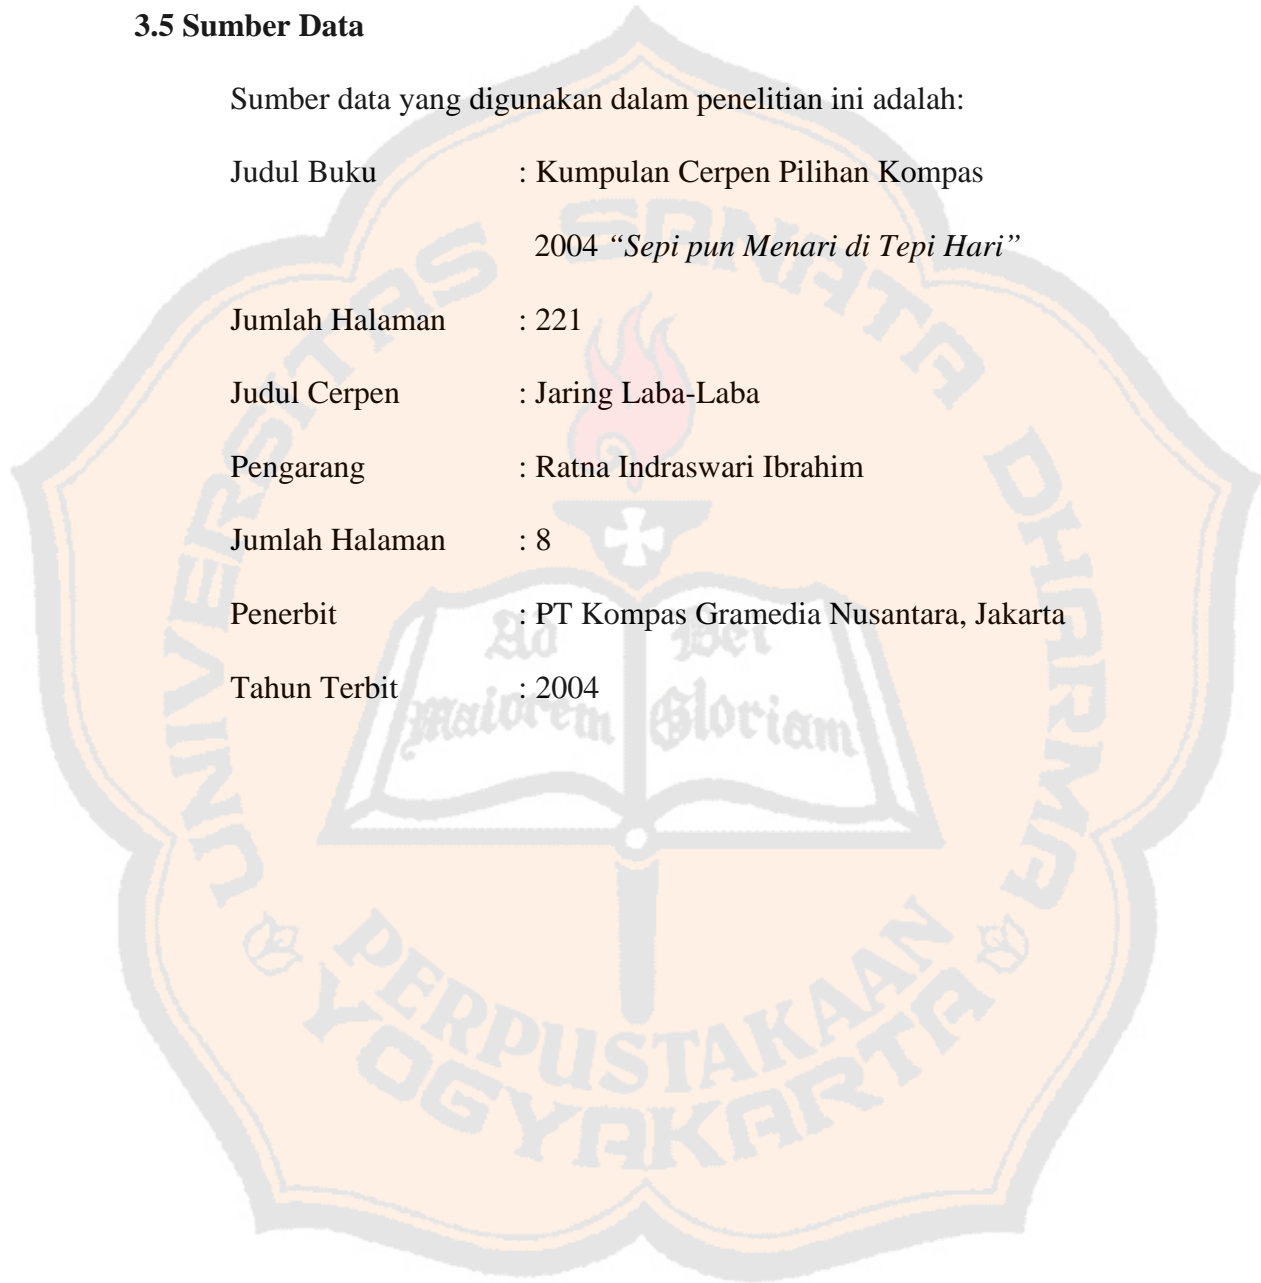 3.5 Sumber Data
Sumber data yang digunakan dalam penelitian ini adalah:
Judul Buku : Kumpulan Cerpen Pilihan Kompas
2004 “Sepi pun Menari di Tepi Hari”
Jumlah Halaman : 221
Judul Cerpen : Jaring Laba-Laba
Pengarang : Ratna Indraswari Ibrahim
Jumlah Halaman : 8
Penerbit : PT Kompas Gramedia Nusantara, Jakarta
Tahun Terbit : 2004
UNIVERSITAS SANATA DHARMA
Ad Maiorem
Dei Gloriam
PERPUSTAKAAN
YOGYAKARTA